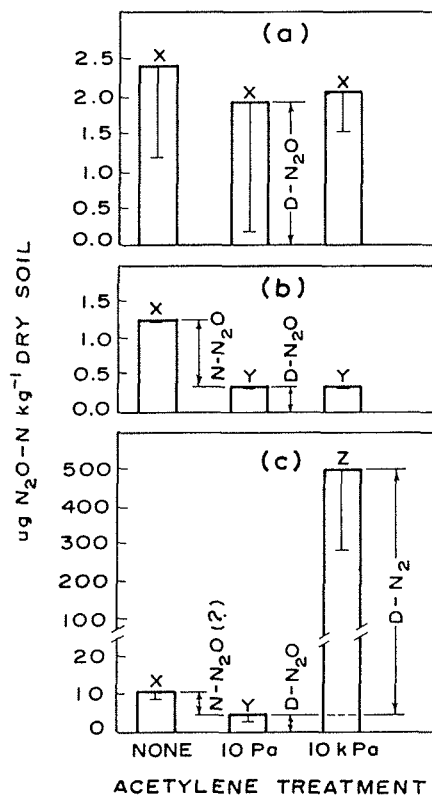 (a)
2.5
2.0
1.5
1.0
0.5
0.0
X
X
X
D-N₂O
(b)
1.5
1.0
0.5
0.0
X
Y
Y
N-N₂O
D-N₂O
(c)
500
400
300
200
100
20
10
0
X
Y
Z
N-N₂O(?)
D-N₂O
D-N₂
ug N₂O-N kg⁻¹ DRY SOIL
NONE 10 Pa 10 kPa
ACETYLENE TREATMENT